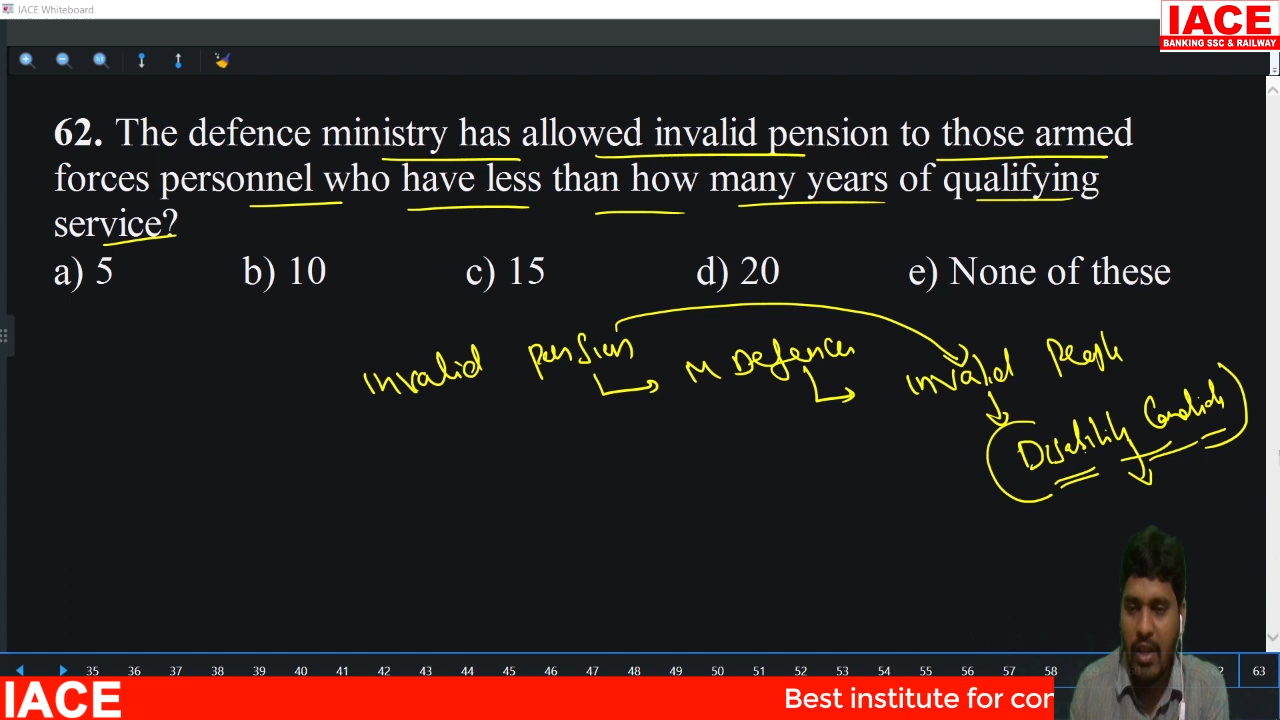 IACE Whiteboard
IACE
BANKING SSC & RAILWAY
62. The defence ministry has allowed invalid pension to those armed
forces personnel who have less than how many years of qualifying
service?
a) 5 b) 10 c) 15 d) 20 e) None of these
Invalid pension M Defence Invalid People
Disability
35 36 37 38 39 40 41 42 43 44 45 46 47 48 49 50 51 52 53 54 55 56 57 58 62 63
IACE Best institute for con